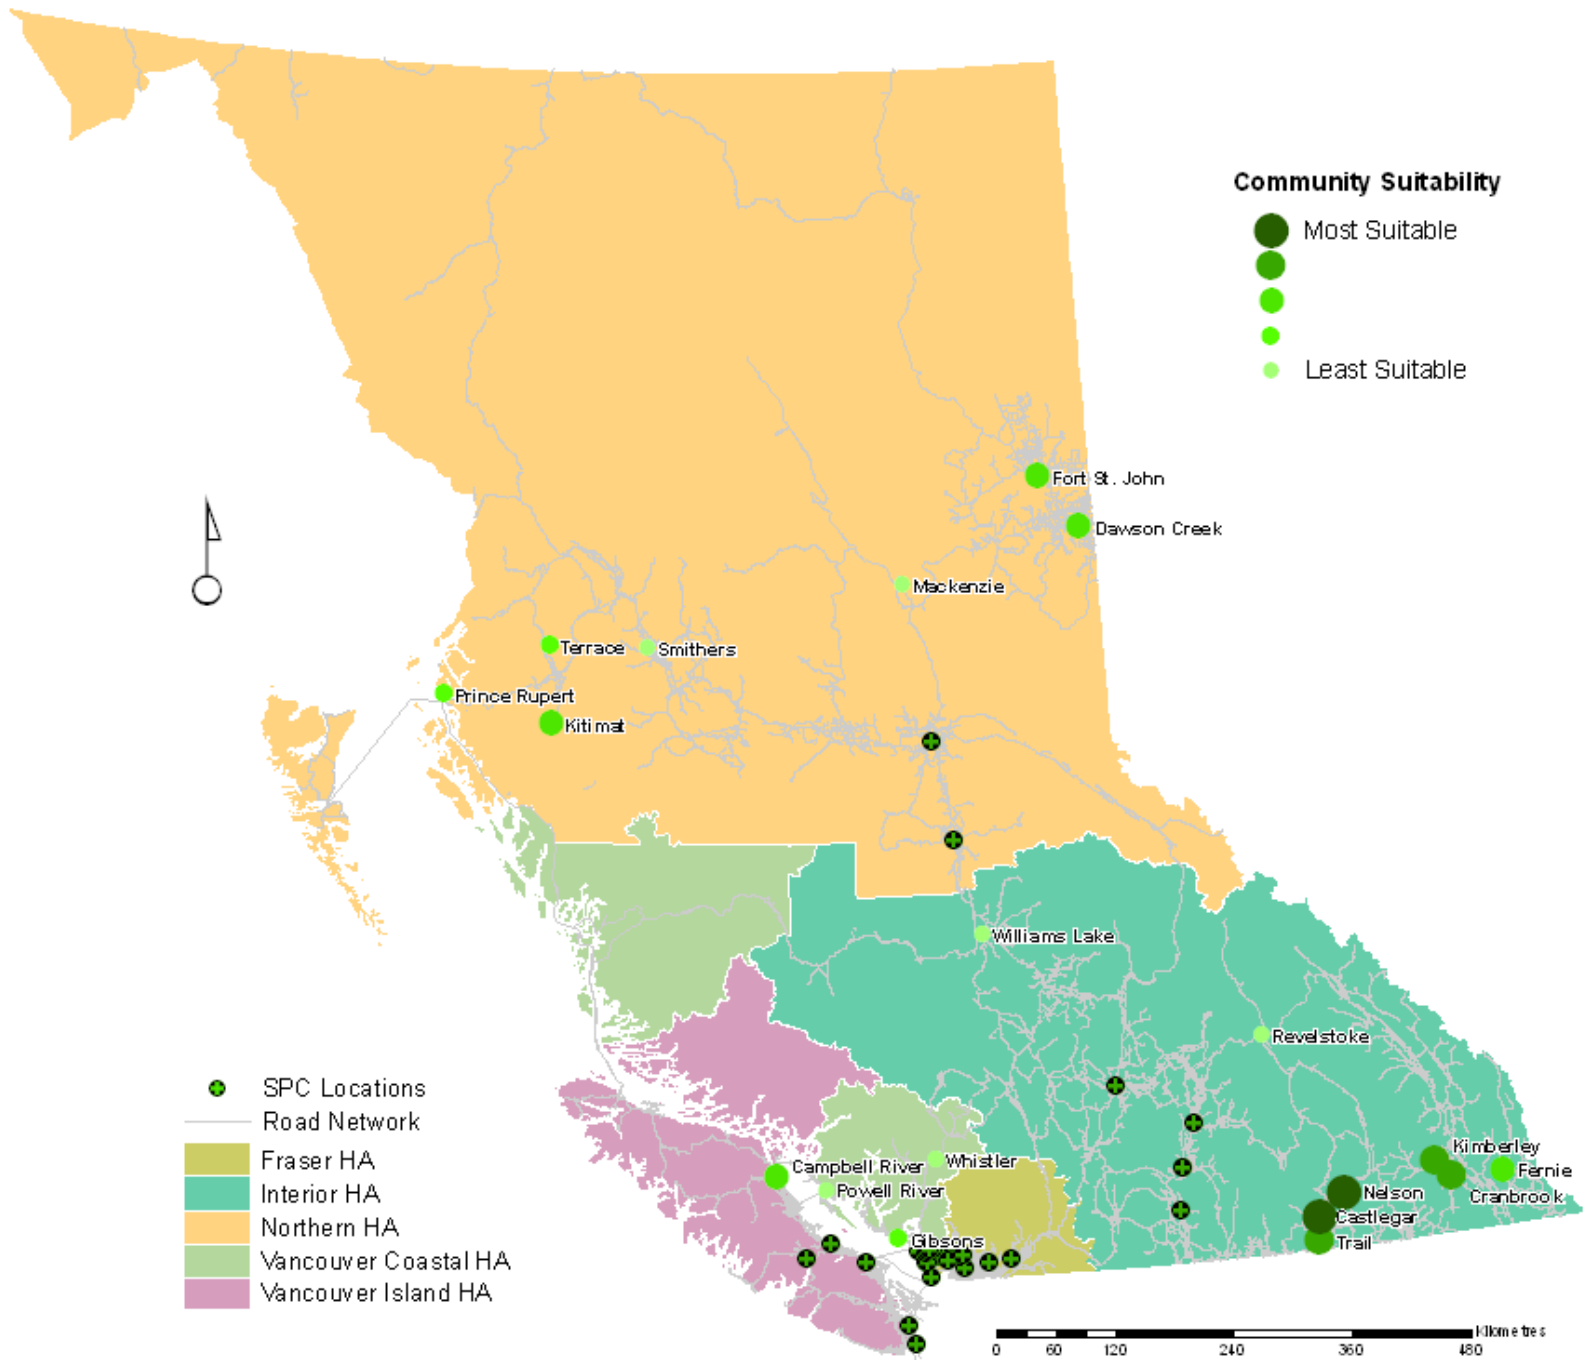 Community Suitability
Most Suitable
Least Suitable
Fort St. John
Dawson Creek
Mackenzie
Terrace
Smithers
Prince Rupert
Kitimat
Williams Lake
Revelstoke
SPC Locations
Road Network
Fraser HA
Interior HA
Northern HA
Vancouver Coastal HA
Vancouver Island HA
Campbell River
Whistler
Powell River
Gibsons
Kimberley
Fernie
Nelson
Cranbrook
Castlegar
Trail
Kilometres
0 30 60 120 240 360 480